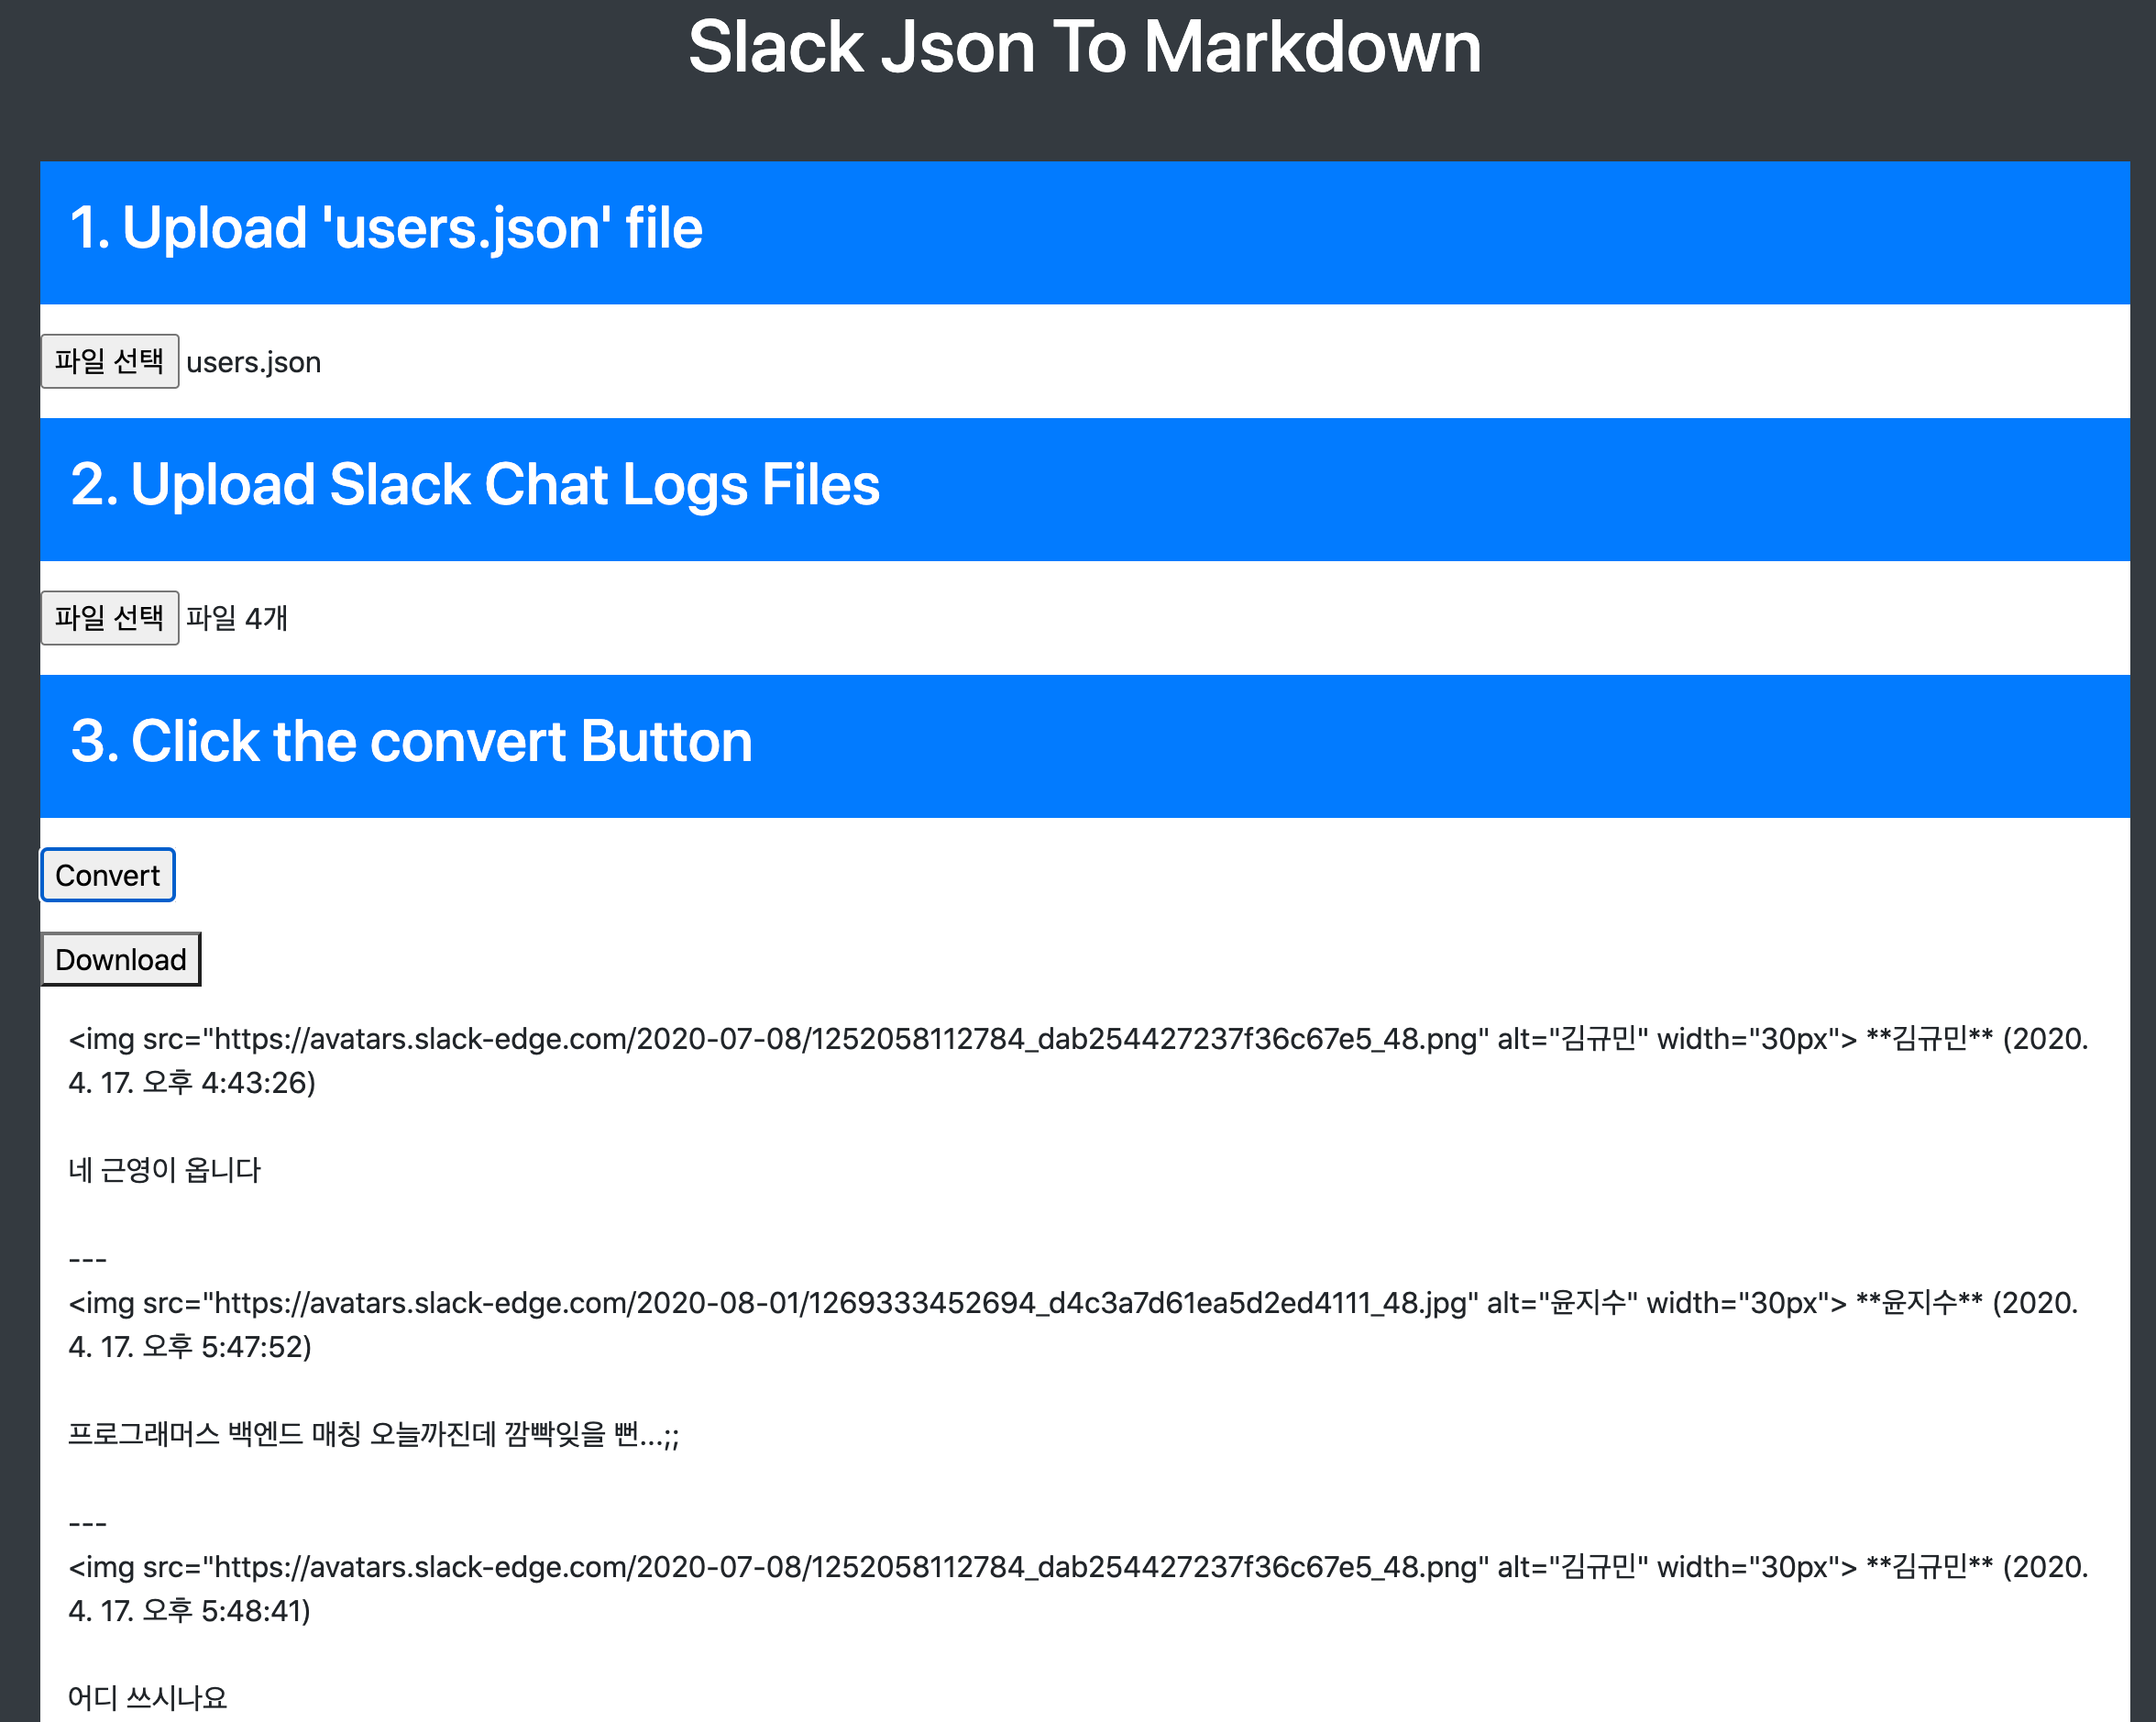 Slack Json To Markdown
1. Upload 'users.json' file
파일 선택 users.json
2. Upload Slack Chat Logs Files
파일 선택 파일 4개
3. Click the convert Button
Convert
Download
<img src="https://avatars.slack-edge.com/2020-07-08/1252058112784_dab254427237f36c67e5_48.png" alt="김규민" width="30px"> **김규민** (2020.
4. 17. 오후 4:43:26)
네 근영이 옵니다
---
<img src="https://avatars.slack-edge.com/2020-08-01/1269333452694_d4c3a7d61ea5d2ed4111_48.jpg" alt="윤지수" width="30px"> **윤지수** (2020.
4. 17. 오후 5:47:52)
프로그래머스 백엔드 매칭 오늘까진데 깜빡잊을 뻔...;;
---
<img src="https://avatars.slack-edge.com/2020-07-08/1252058112784_dab254427237f36c67e5_48.png" alt="김규민" width="30px"> **김규민** (2020.
4. 17. 오후 5:48:41)
어디 쓰시나요